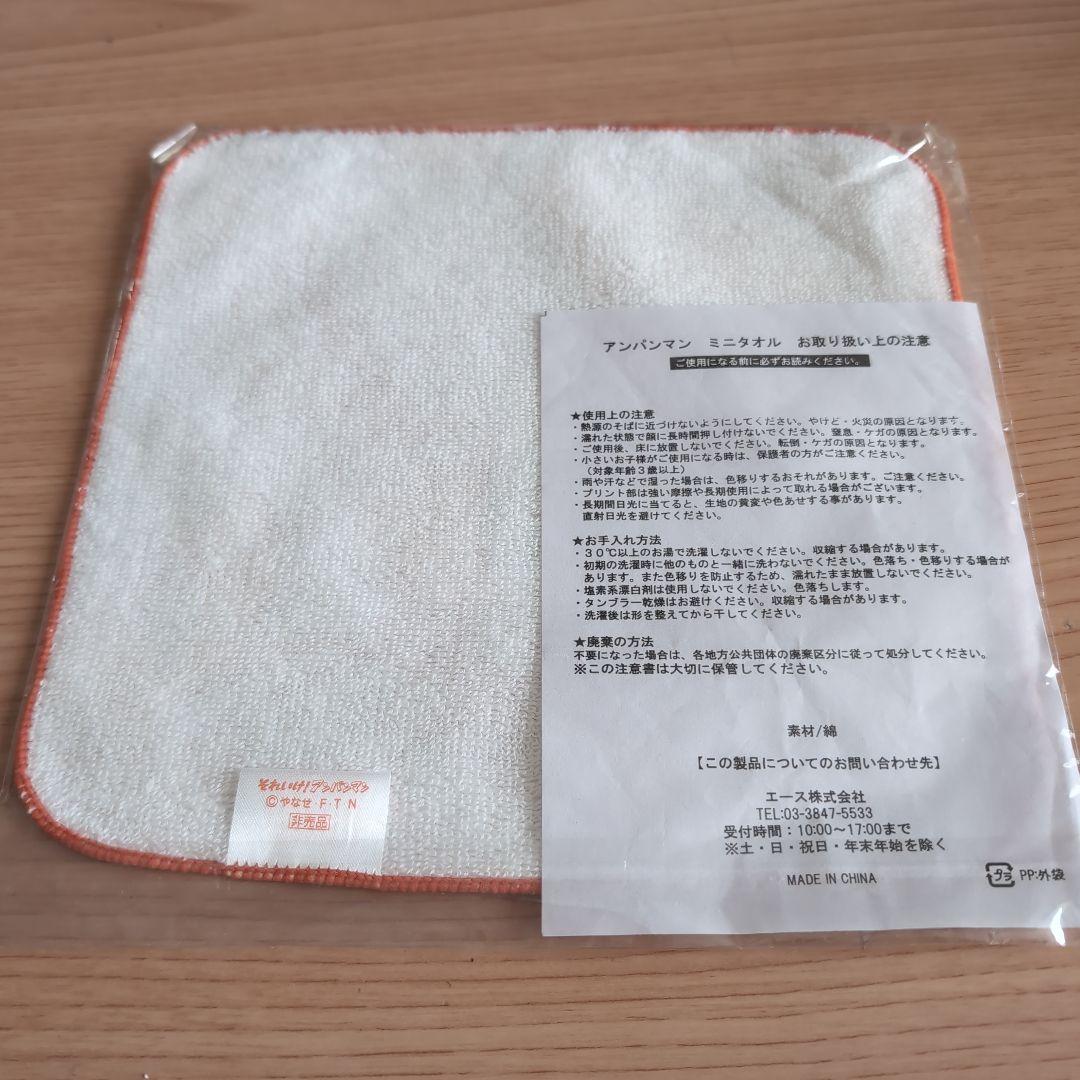 アンパンマン　ミニタオル　お取り扱い上の注意
ご使用になる前に必ずお読みください。
★使用上の注意
・熱源のそばに近づけないようにしてください。やけど・火災の原因となります。
・濡れた状態で顔に長時間押し付けないでください。窒息・ケガの原因となります。
・ご使用後、床に放置しないでください。転倒・ケガの原因となります。
・小さいお子様がご使用になる時は、保護者の方がご注意ください。
（対象年齢３歳以上）
・雨や汗などで湿った場合は、色移りするおそれがあります。ご注意ください。
・プリント部は強い摩擦や長期使用によって取れる場合がございます。
・長期間日光に当てると、生地の黄変や色あせする事があります。
直射日光を避けてください。
★お手入れ方法
・３０℃以上のお湯で洗濯しないでください。収縮する場合があります。
・初期の洗濯時に他のものと一緒に洗わないでください。色落ち・色移りする場合が
あります。また色移りを防止するため、濡れたまま放置しないでください。
・塩素系漂白剤は使用しないでください。色落ちします。
・タンブラー乾燥はお避けください。収縮する場合があります。
・洗濯後は形を整えてから干してください。
★廃棄の方法
不要になった場合は、各地方公共団体の廃棄区分に従って処分してください。
※この注意書は大切に保管してください。
素材/綿
【この製品についてのお問い合わせ先】
エース株式会社
TEL:03-3847-5533
受付時間：10:00～17:00まで
※土・日・祝日・年末年始を除く
MADE IN CHINA
プラ PP:外袋
それいけ！アンパンマン
©やなせ・F・T N
非売品